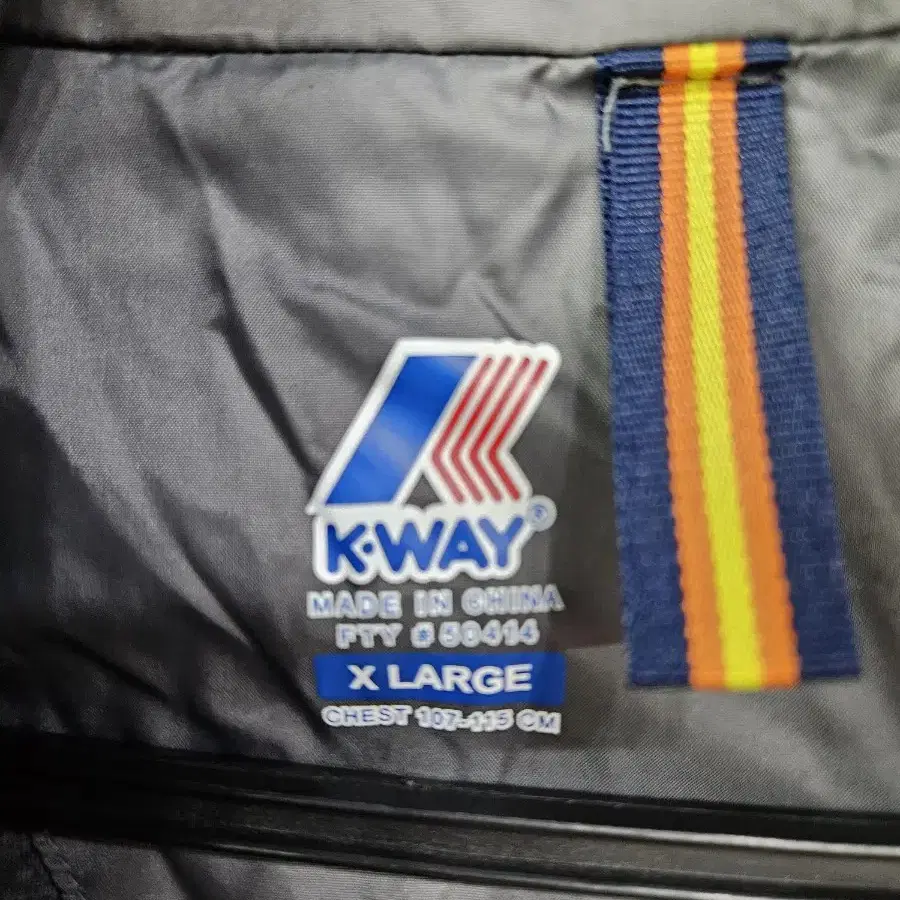 K·WAY®
MADE IN CHINA
FTY # 50414
X LARGE
CHEST 107-115 CM